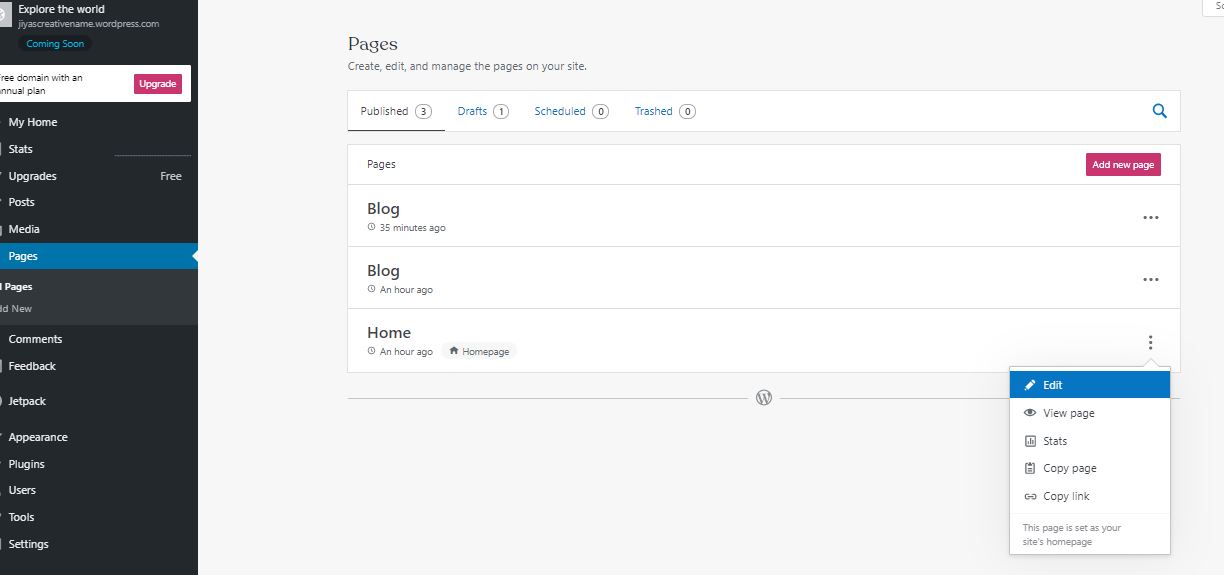 Explore the world
jiyascreativename.wordpress.com
Coming Soon
Free domain with an
annual plan
Upgrade
My Home
Stats
Upgrades Free
Posts
Media
Pages
Pages
Add New
Comments
Feedback
Jetpack
Appearance
Plugins
Users
Tools
Settings
Pages
Create, edit, and manage the pages on your site.
Published 3 Drafts 1 Scheduled 0 Trashed 0
Pages Add new page
Blog
35 minutes ago
Blog
An hour ago
Home
An hour ago Homepage
Edit
View page
Stats
Copy page
Copy link
This page is set as your
site's homepage